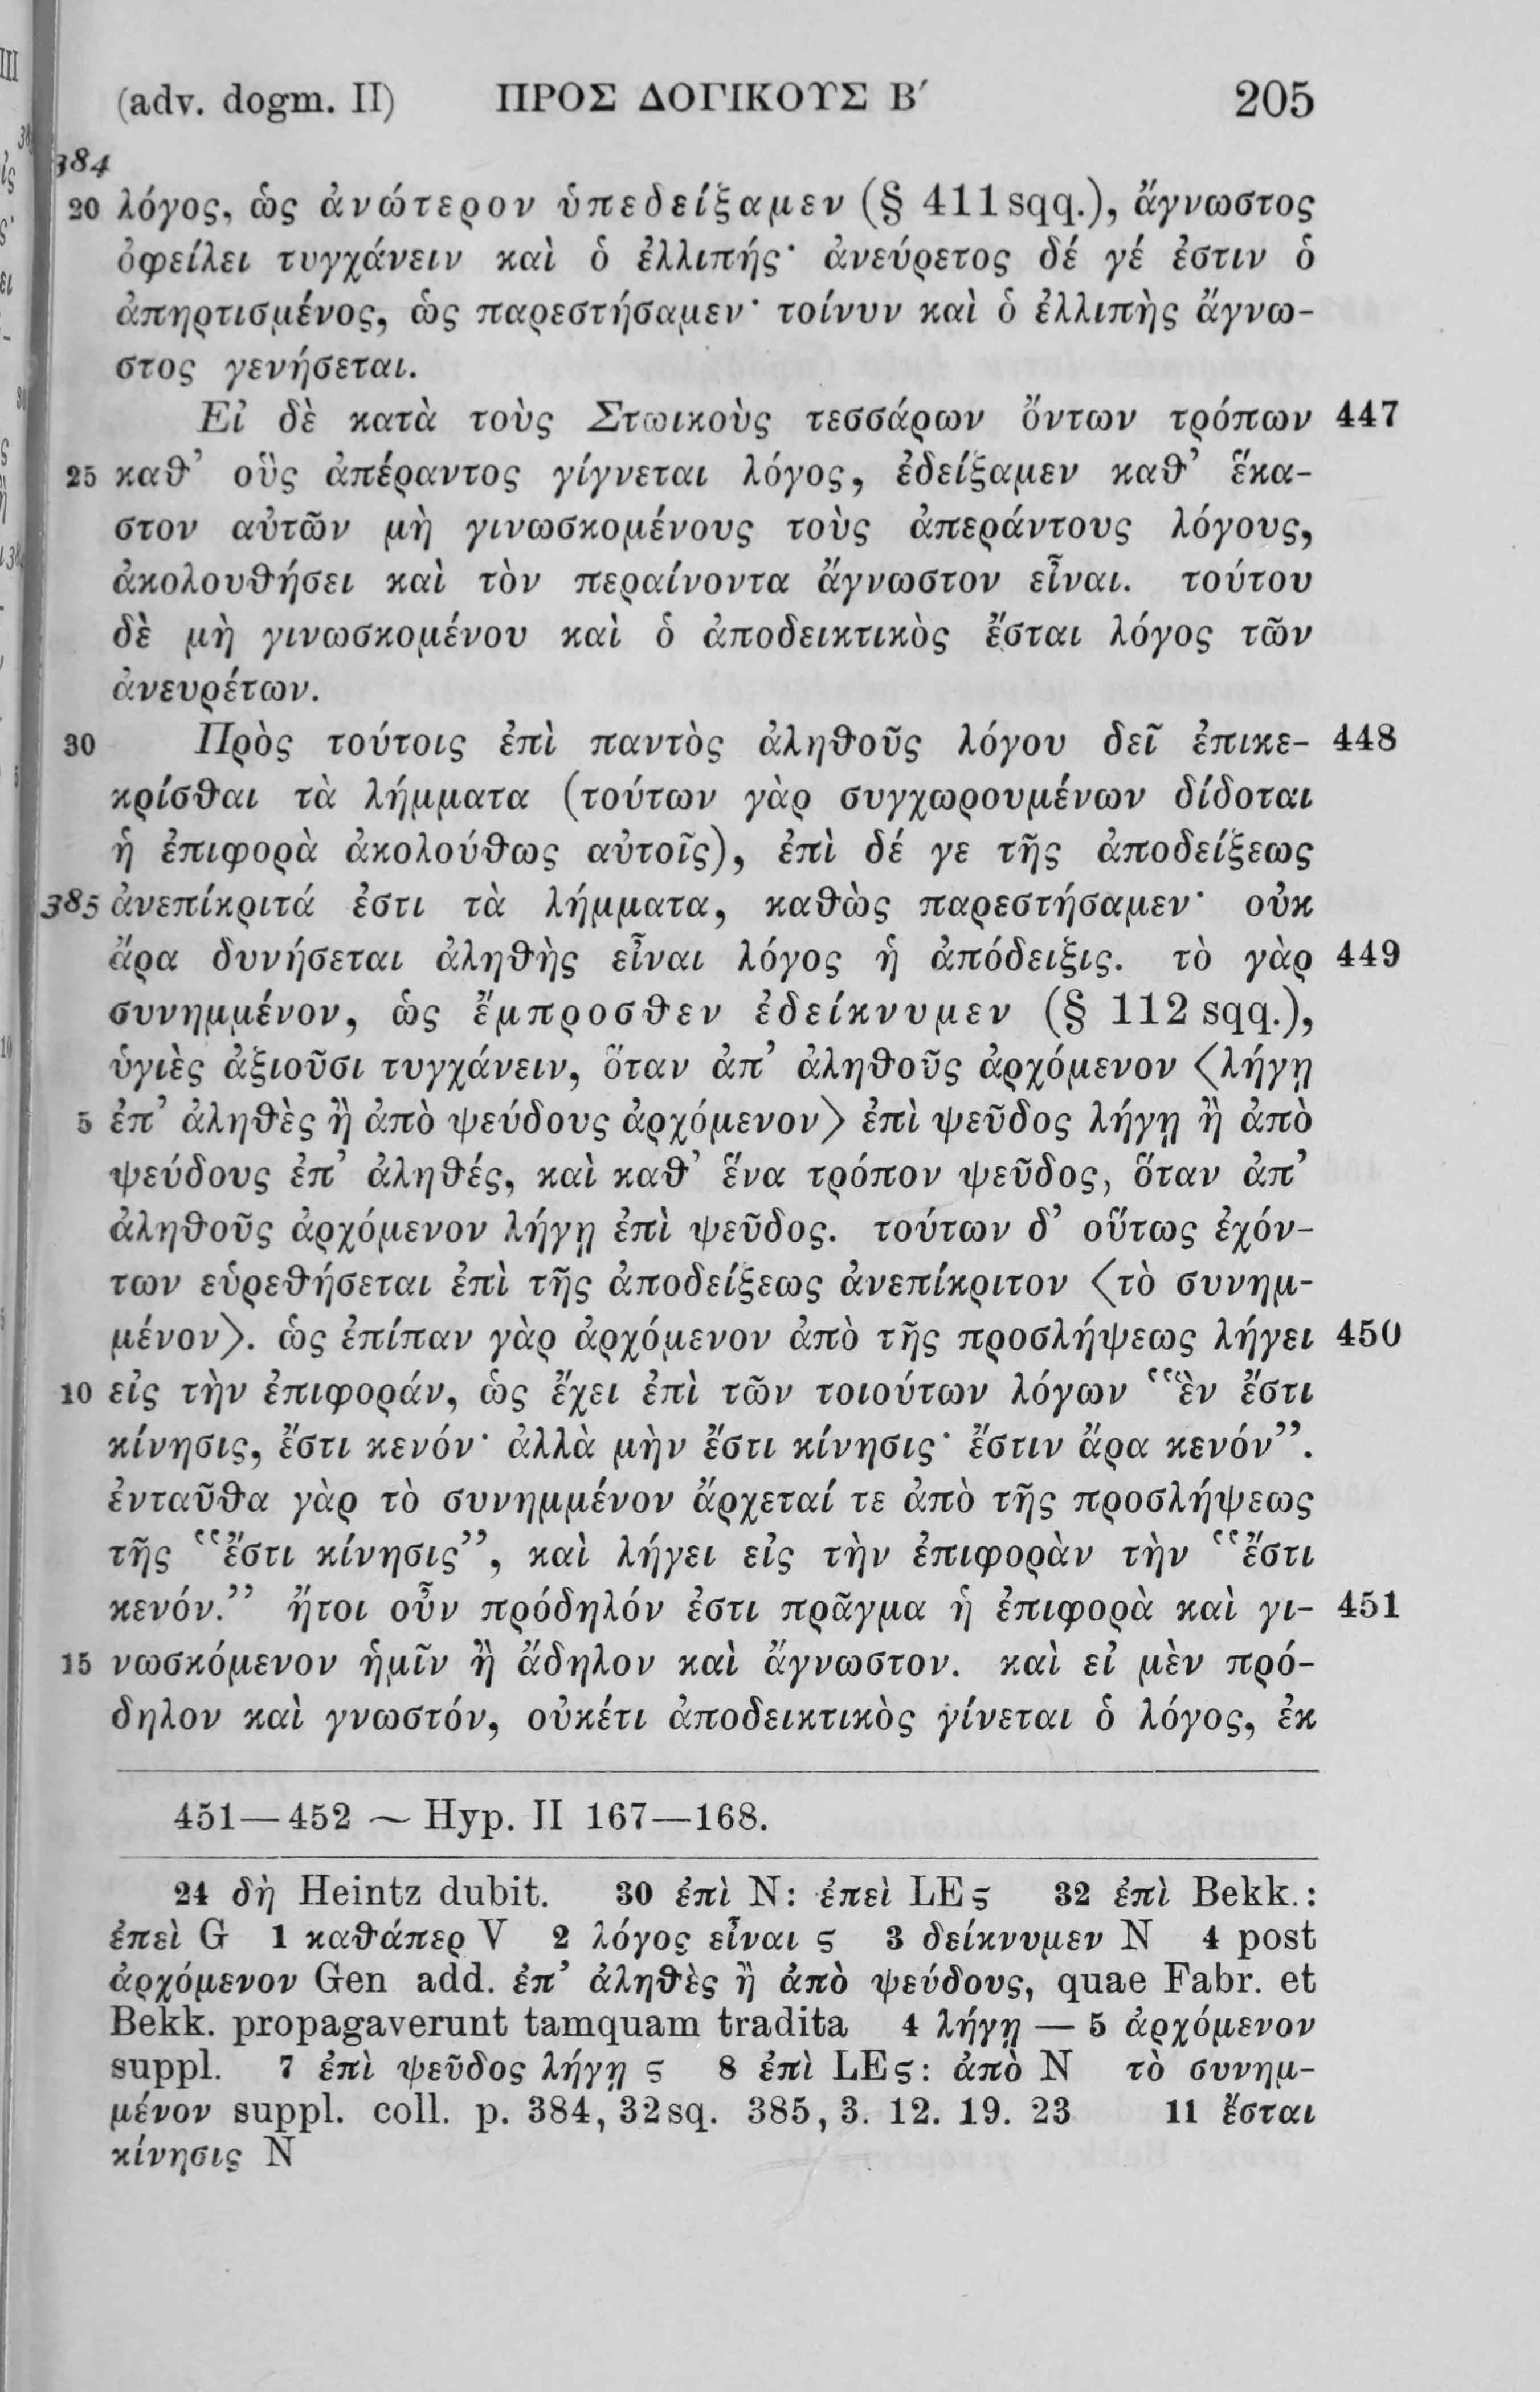 (adv. dogm. II) ΠΡΟΣ ΛΟΓΙΚΟΥΣ Β′ 205
384
20 λόγος, ὡς ἀνώτερον ὑπεδείξαμεν (§ 411 sqq.), ἄγνωστος
ὀφείλει τυγχάνειν καὶ ὁ ἐλλιπής· ἀνεύρετος δέ γέ ἐστιν ὁ
ἀπηρτισμένος, ὡς παρεστήσαμεν· τοίνυν καὶ ὁ ἐλλιπὴς ἄγνω-
στος γενήσεται.
Εἰ δὲ κατὰ τοὺς Στωικοὺς τεσσάρων ὄντων τρόπων 447
25 καθ’ οὓς ἀπέραντος γίγνεται λόγος, ἐδείξαμεν καθ’ ἕκα-
στον αὐτῶν μὴ γινωσκομένους τοὺς ἀπεράντους λόγους,
ἀκολουθήσει καὶ τὸν περαίνοντα ἄγνωστον εἶναι. τούτου
δὲ μὴ γινωσκομένου καὶ ὁ ἀποδεικτικὸς ἔσται λόγος τῶν
ἀνευρέτων.
30 Πρὸς τούτοις ἐπὶ παντὸς ἀληθοῦς λόγου δεῖ ἐπικε- 448
κρίσθαι τὰ λήμματα (τούτων γὰρ συγχωρουμένων δίδοται
ἡ ἐπιφορὰ ἀκολούθως αὐτοῖς), ἐπὶ δέ γε τῆς ἀποδείξεως
385 ἀνεπίκριτά ἐστι τὰ λήμματα, καθὼς παρεστήσαμεν· οὐκ
ἄρα δυνήσεται ἀληθὴς εἶναι λόγος ἡ ἀπόδειξις. τὸ γὰρ 449
συνημμένον, ὡς ἔμπροσθεν ἐδείκνυμεν (§ 112 sqq.),
ὑγιὲς ἀξιοῦσι τυγχάνειν, ὅταν ἀπ’ ἀληθοῦς ἀρχόμενον ⟨λήγῃ
5 ἐπ’ ἀληθὲς ἢ ἀπὸ ψεύδους ἀρχόμενον⟩ ἐπὶ ψεῦδος λήγῃ ἢ ἀπὸ
ψεύδους ἐπ’ ἀληθές, καὶ καθ’ ἕνα τρόπον ψεῦδος, ὅταν ἀπ’
ἀληθοῦς ἀρχόμενον λήγῃ ἐπὶ ψεῦδος. τούτων δ’ οὕτως ἐχόν-
των εὑρεθήσεται ἐπὶ τῆς ἀποδείξεως ἀνεπίκριτον ⟨τὸ συνημ-
μένον⟩. ὡς ἐπίπαν γὰρ ἀρχόμενον ἀπὸ τῆς προσλήψεως λήγει 450
10 εἰς τὴν ἐπιφοράν, ὡς ἔχει ἐπὶ τῶν τοιούτων λόγων “ἒν ἔστι
κίνησις, ἔστι κενόν· ἀλλὰ μὴν ἔστι κίνησις· ἔστιν ἄρα κενόν”.
ἐνταῦθα γὰρ τὸ συνημμένον ἄρχεταί τε ἀπὸ τῆς προσλήψεως
τῆς “ἔστι κίνησις”, καὶ λήγει εἰς τὴν ἐπιφορὰν τὴν “ἔστι
κενόν.” ἤτοι οὖν πρόδηλόν ἐστι πρᾶγμα ἡ ἐπιφορὰ καὶ γι- 451
15 νωσκόμενον ἡμῖν ἢ ἄδηλον καὶ ἄγνωστον. καὶ εἰ μὲν πρό-
δηλον καὶ γνωστόν, οὐκέτι ἀποδεικτικὸς γίνεται ὁ λόγος, ἐκ
451—452 ~ Hyp. II 167—168.
24 δὴ Heintz dubit. 30 ἐπὶ N: ἐπεὶ LEς 32 ἐπὶ Bekk.:
ἐπεὶ G 1 καθάπερ V 2 λόγος εἶναι ς 3 δείκνυμεν N 4 post
ἀρχόμενον Gen add. ἐπ’ ἀληθὲς ἢ ἀπὸ ψεύδους, quae Fabr. et
Bekk. propagaverunt tamquam tradita 4 λήγῃ — 5 ἀρχόμενον
suppl. 7 ἐπὶ ψεῦδος λήγῃ ς 8 ἐπὶ LEς: ἀπὸ N τὸ συνημ-
μένον suppl. coll. p. 384, 32 sq. 385, 3. 12. 19. 23 11 ἔσται
κίνησις N